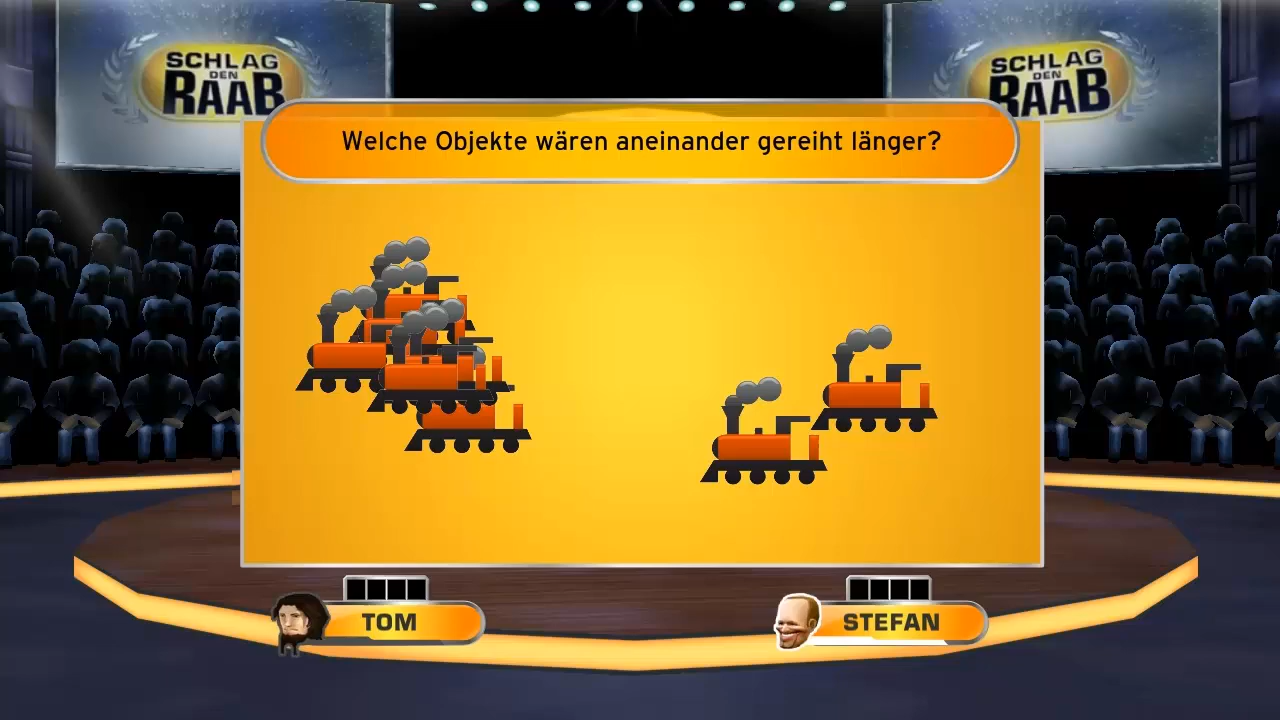 SCHLAG
DEN
RAAB
SCHLAG
DEN
RAAB
Welche Objekte wären aneinander gereiht länger?
TOM
STEFAN